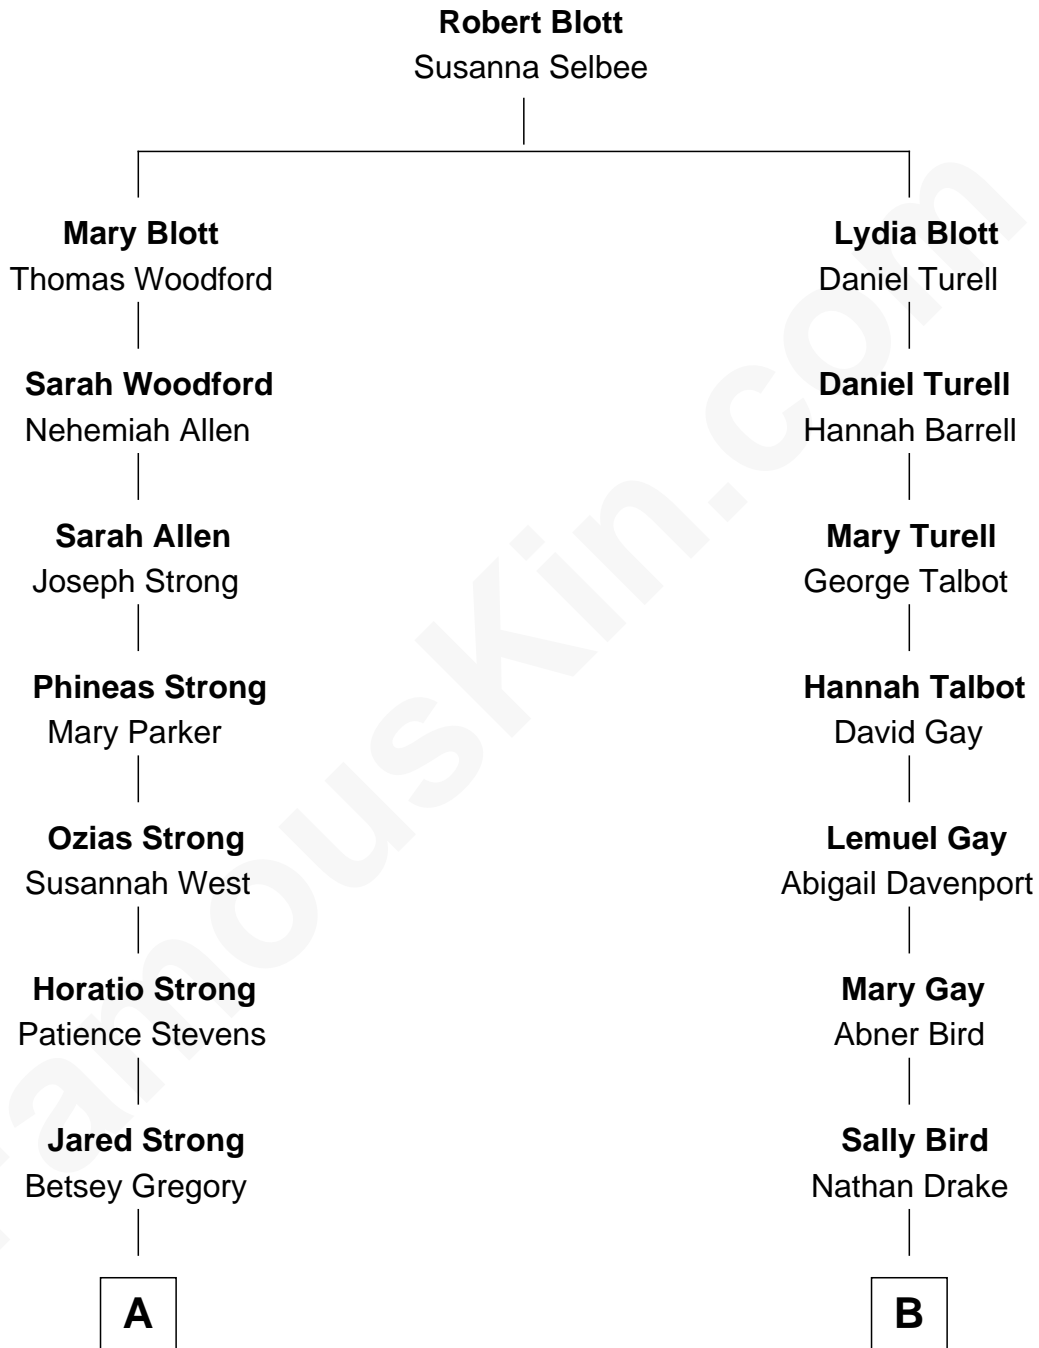 Robert Blott
Susanna Selbee
Mary Blott
Thomas Woodford
Sarah Woodford
Nehemiah Allen
Sarah Allen
Joseph Strong
Phineas Strong
Mary Parker
Ozias Strong
Susannah West
Horatio Strong
Patience Stevens
Jared Strong
Betsey Gregory
A
Lydia Blott
Daniel Turell
Daniel Turell
Hannah Barrell
Mary Turell
George Talbot
Hannah Talbot
David Gay
Lemuel Gay
Abigail Davenport
Mary Gay
Abner Bird
Sally Bird
Nathan Drake
B
FamousKin.com